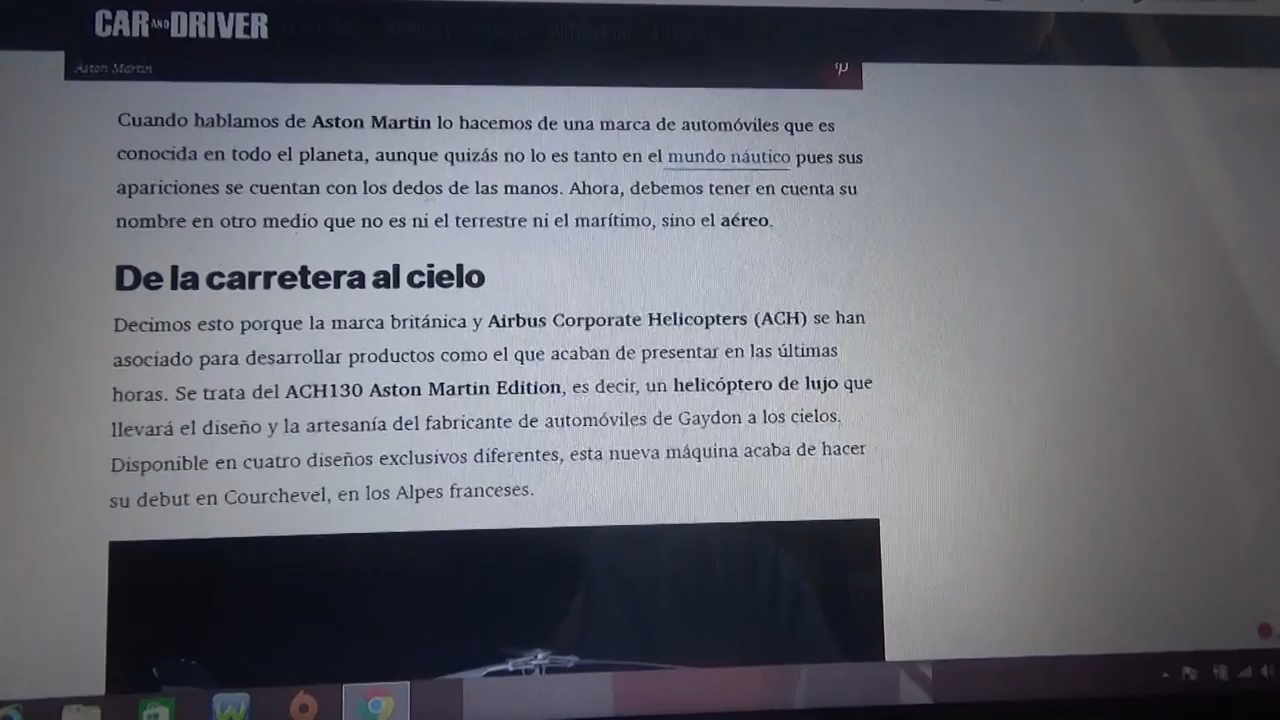 CAR AND DRIVER
Aston Martin
Cuando hablamos de Aston Martin lo hacemos de una marca de automóviles que es
conocida en todo el planeta, aunque quizás no lo es tanto en el mundo náutico pues sus
apariciones se cuentan con los dedos de las manos. Ahora, debemos tener en cuenta su
nombre en otro medio que no es ni el terrestre ni el marítimo, sino el aéreo.
De la carretera al cielo
Decimos esto porque la marca británica y Airbus Corporate Helicopters (ACH) se han
asociado para desarrollar productos como el que acaban de presentar en las últimas
horas. Se trata del ACH130 Aston Martin Edition, es decir, un helicóptero de lujo que
llevará el diseño y la artesanía del fabricante de automóviles de Gaydon a los cielos.
Disponible en cuatro diseños exclusivos diferentes, esta nueva máquina acaba de hacer
su debut en Courchevel, en los Alpes franceses.